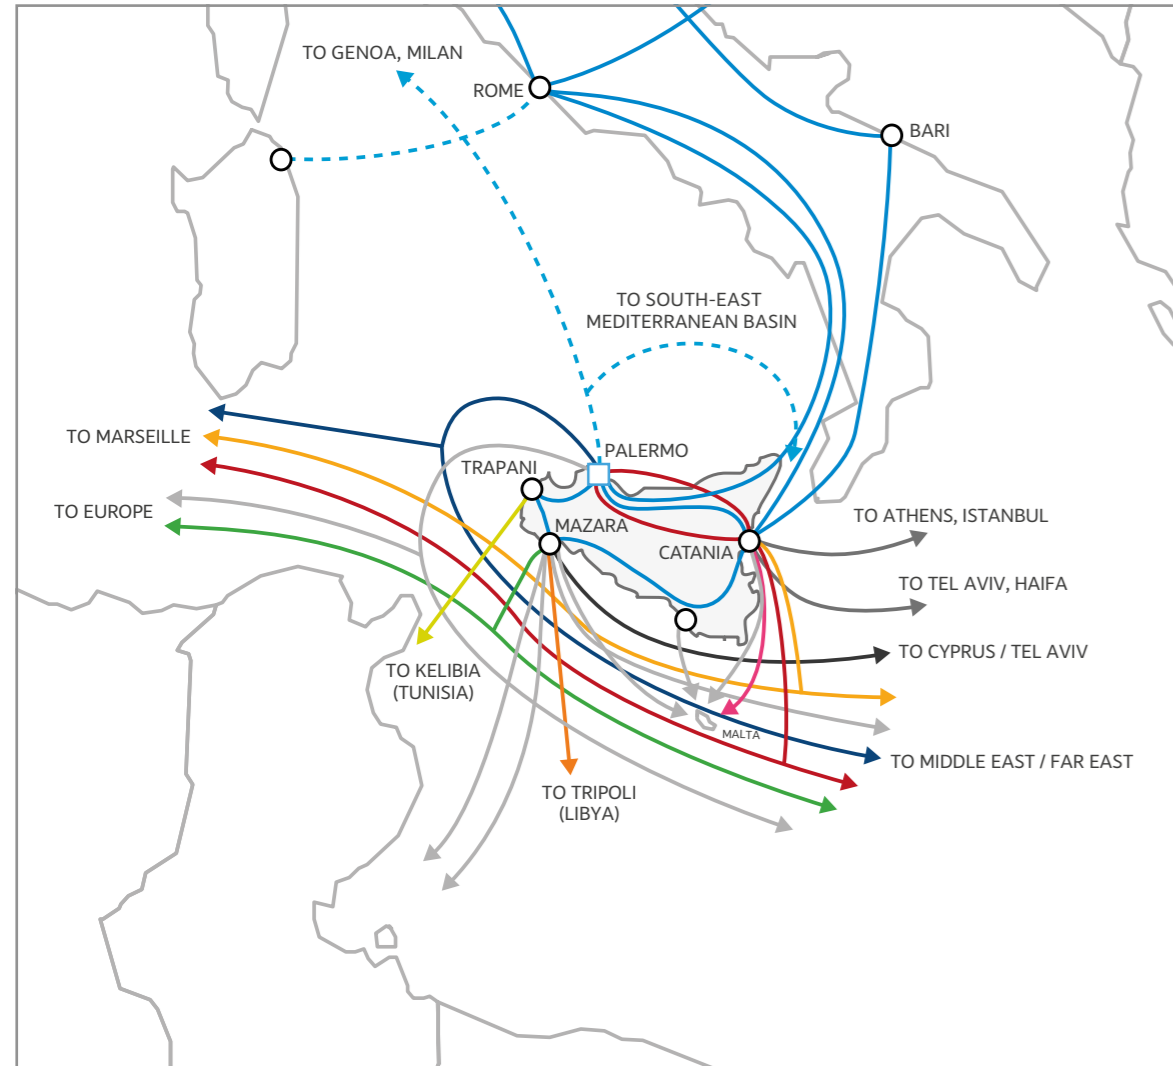 TO GENOA, MILAN
ROME
BARI
TO SOUTH-EAST
MEDITERRANEAN BASIN
TO MARSEILLE
PALERMO
TRAPANI
TO EUROPE
MAZARA
CATANIA
TO ATHENS, ISTANBUL
TO TEL AVIV, HAIFA
TO CYPRUS / TEL AVIV
TO KELIBIA
(TUNISIA)
MALTA
TO MIDDLE EAST / FAR EAST
TO TRIPOLI
(LIBYA)